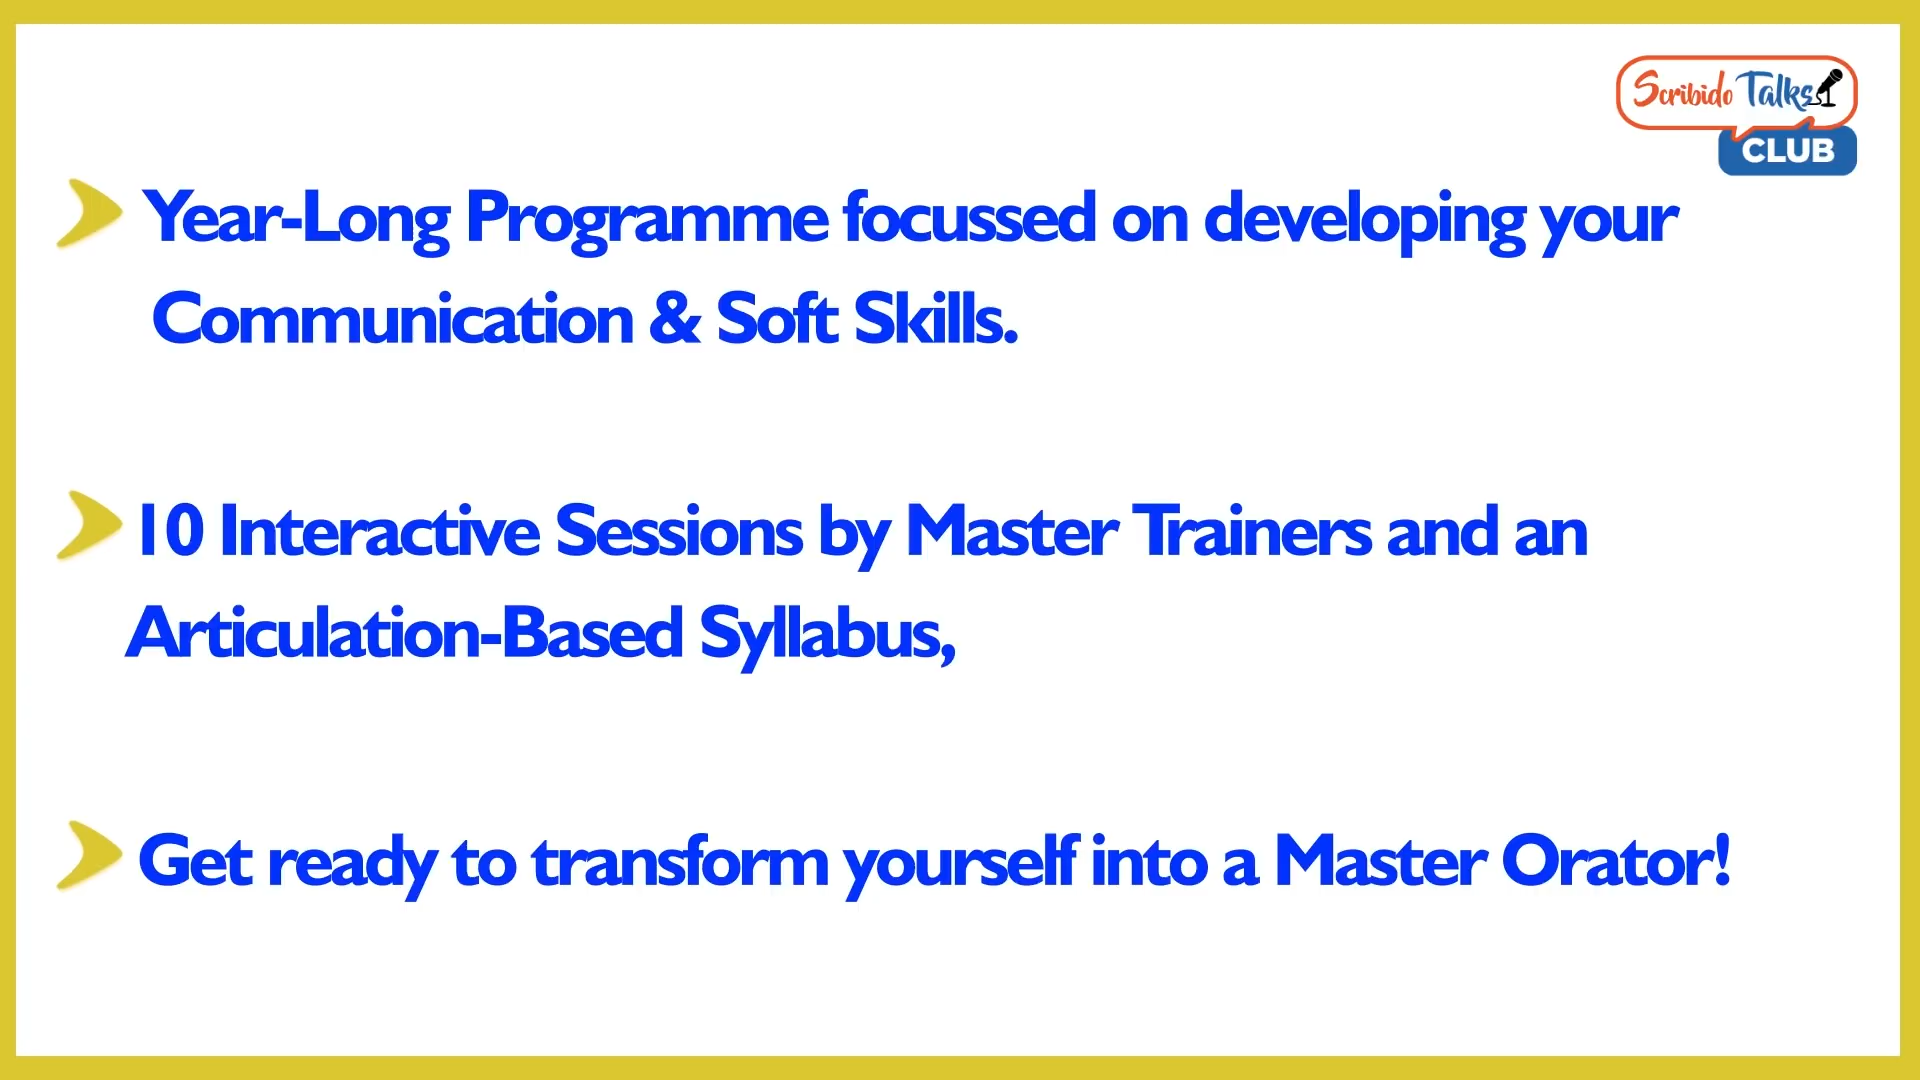 Scribido Talks
CLUB
Year-Long Programme focussed on developing your
Communication & Soft Skills.
10 Interactive Sessions by Master Trainers and an
Articulation-Based Syllabus,
Get ready to transform yourself into a Master Orator!